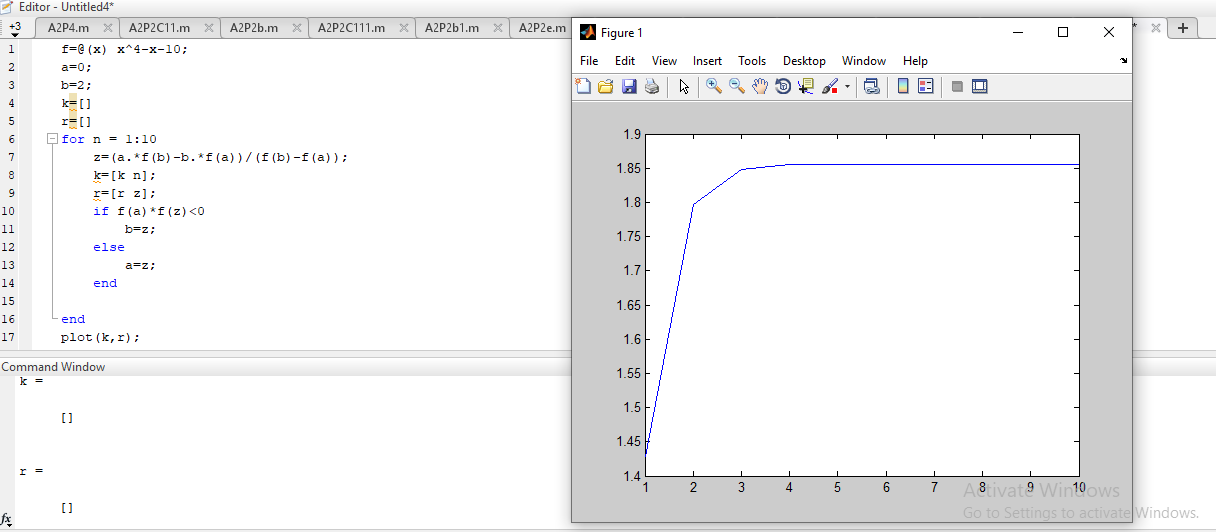 Editor - Untitled4*
+3
A2P4.m
A2P2C11.m
A2P2b.m
A2P2C111.m
A2P2b1.m
A2P2e.m
*
1 f=@(x) x^4-x-10;
2 a=0;
3 b=2;
4 k=[]
5 r=[]
6 for n = 1:10
7 z=(a.*f(b)-b.*f(a))/(f(b)-f(a));
8 k=[k n];
9 r=[r z];
10 if f(a)*f(z)<0
11 b=z;
12 else
13 a=z;
14 end
15
16 end
17 plot(k,r);
Command Window
k =
[]
r =
[]
fx
Figure 1
File Edit View Insert Tools Desktop Window Help
1.9
1.85
1.8
1.75
1.7
1.65
1.6
1.55
1.5
1.45
1.4
1 2 3 4 5 6 7 8 9 10
Activate Windows
Go to Settings to activate Windows.